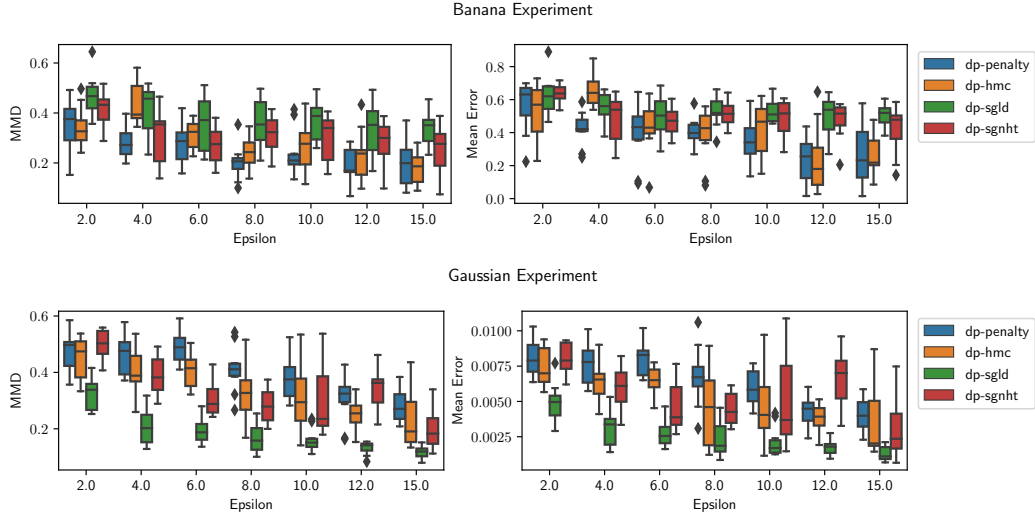 Banana Experiment
MMD
0.6
0.4
0.2
2.0 4.0 6.0 8.0 10.0 12.0 15.0
Epsilon
Mean Error
0.8
0.6
0.4
0.2
0.0
2.0 4.0 6.0 8.0 10.0 12.0 15.0
Epsilon
dp-penalty
dp-hmc
dp-sgld
dp-sgnht
Gaussian Experiment
MMD
0.6
0.4
0.2
2.0 4.0 6.0 8.0 10.0 12.0 15.0
Epsilon
Mean Error
0.0100
0.0075
0.0050
0.0025
2.0 4.0 6.0 8.0 10.0 12.0 15.0
Epsilon
dp-penalty
dp-hmc
dp-sgld
dp-sgnht